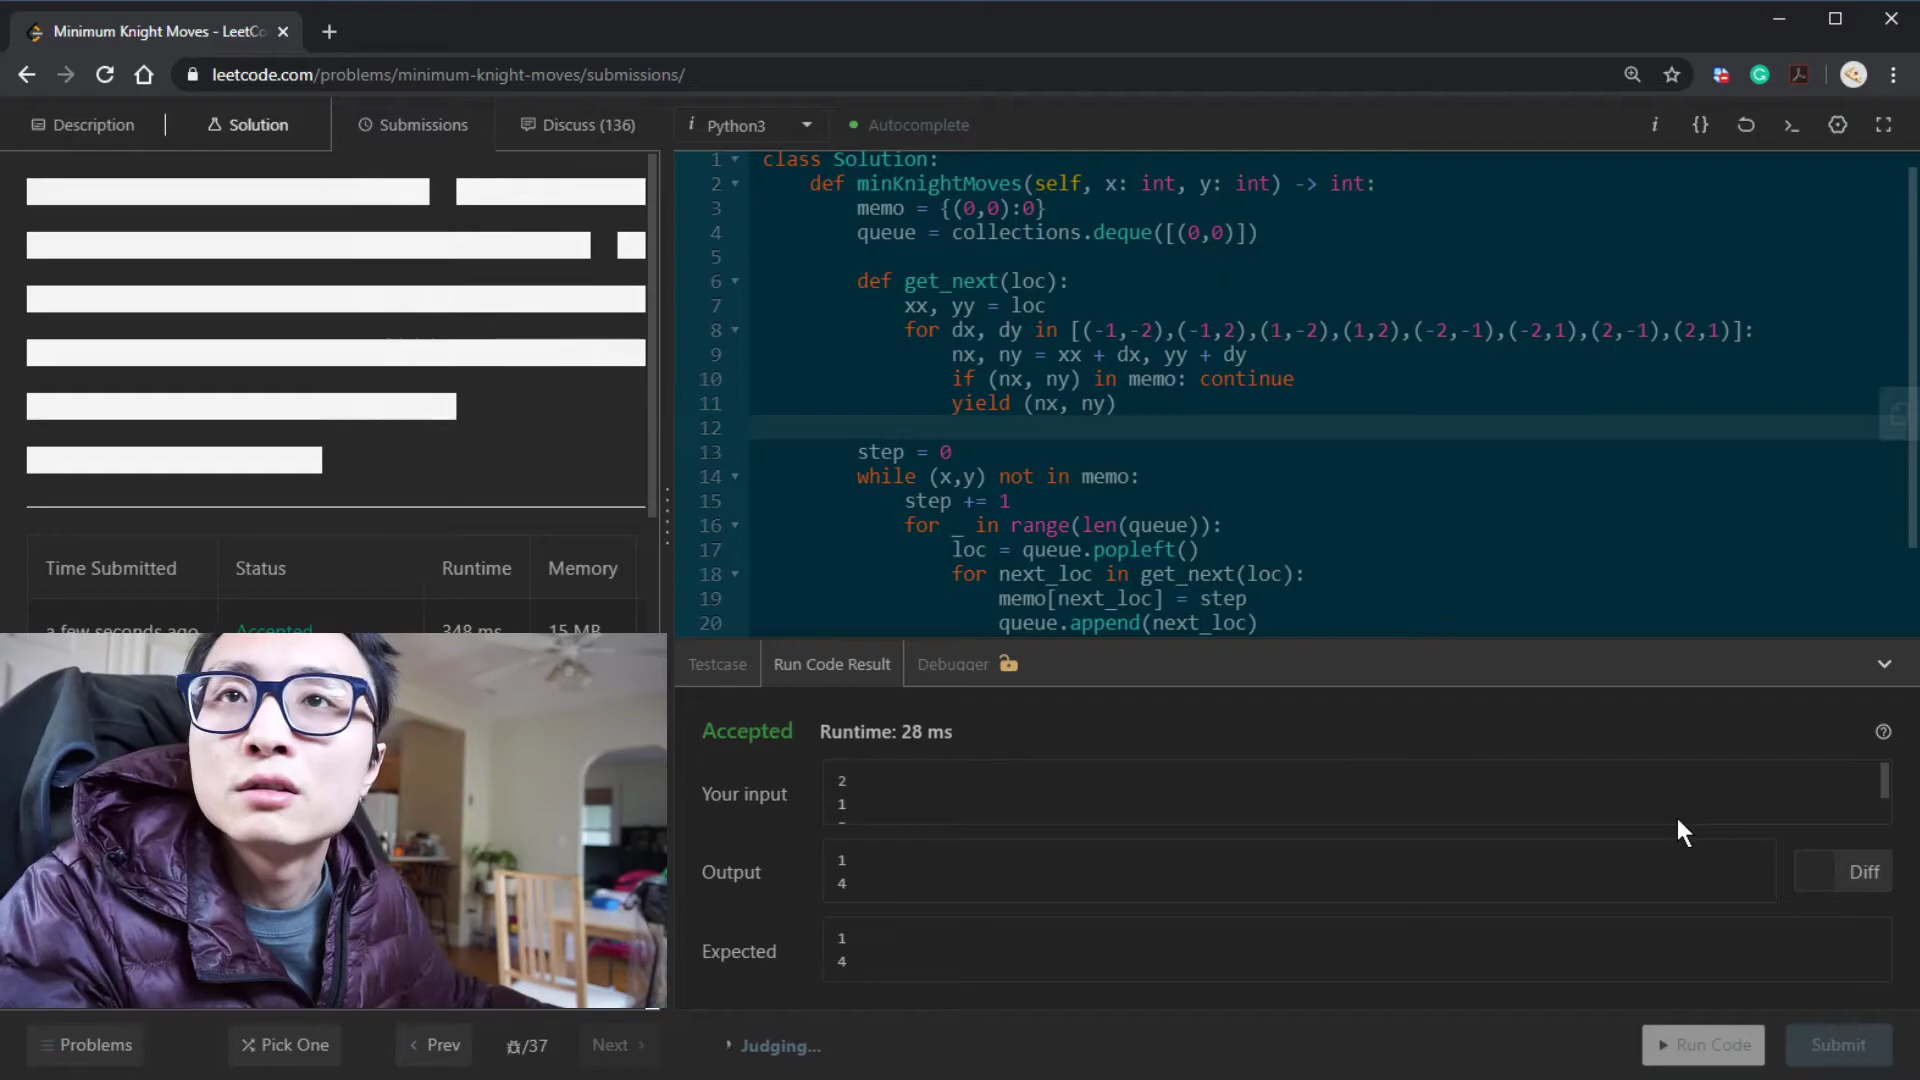 Minimum Knight Moves - LeetCo
leetcode.com/problems/minimum-knight-moves/submissions/
Description
Solution
Submissions
Discuss (136)
i Python3
Autocomplete
i {}
1 class Solution:
2 def minKnightMoves(self, x: int, y: int) -> int:
3 memo = {(0,0):0}
4 queue = collections.deque([(0,0)])
5
6 def get_next(loc):
7 xx, yy = loc
8 for dx, dy in [(-1,-2),(-1,2),(1,-2),(1,2),(-2,-1),(-2,1),(2,-1),(2,1)]:
9 nx, ny = xx + dx, yy + dy
10 if (nx, ny) in memo: continue
11 yield (nx, ny)
12
13 step = 0
14 while (x,y) not in memo:
15 step += 1
16 for _ in range(len(queue)):
17 loc = queue.popleft()
18 for next_loc in get_next(loc):
19 memo[next_loc] = step
20 queue.append(next_loc)
Time Submitted Status Runtime Memory
a few seconds ago Accepted 348 ms 15 MB
Testcase
Run Code Result
Debugger
Accepted Runtime: 28 ms
Your input
2
1
Output
1
4
Diff
Expected
1
4
Problems
Pick One
Prev
/37
Next
Judging...
Run Code
Submit